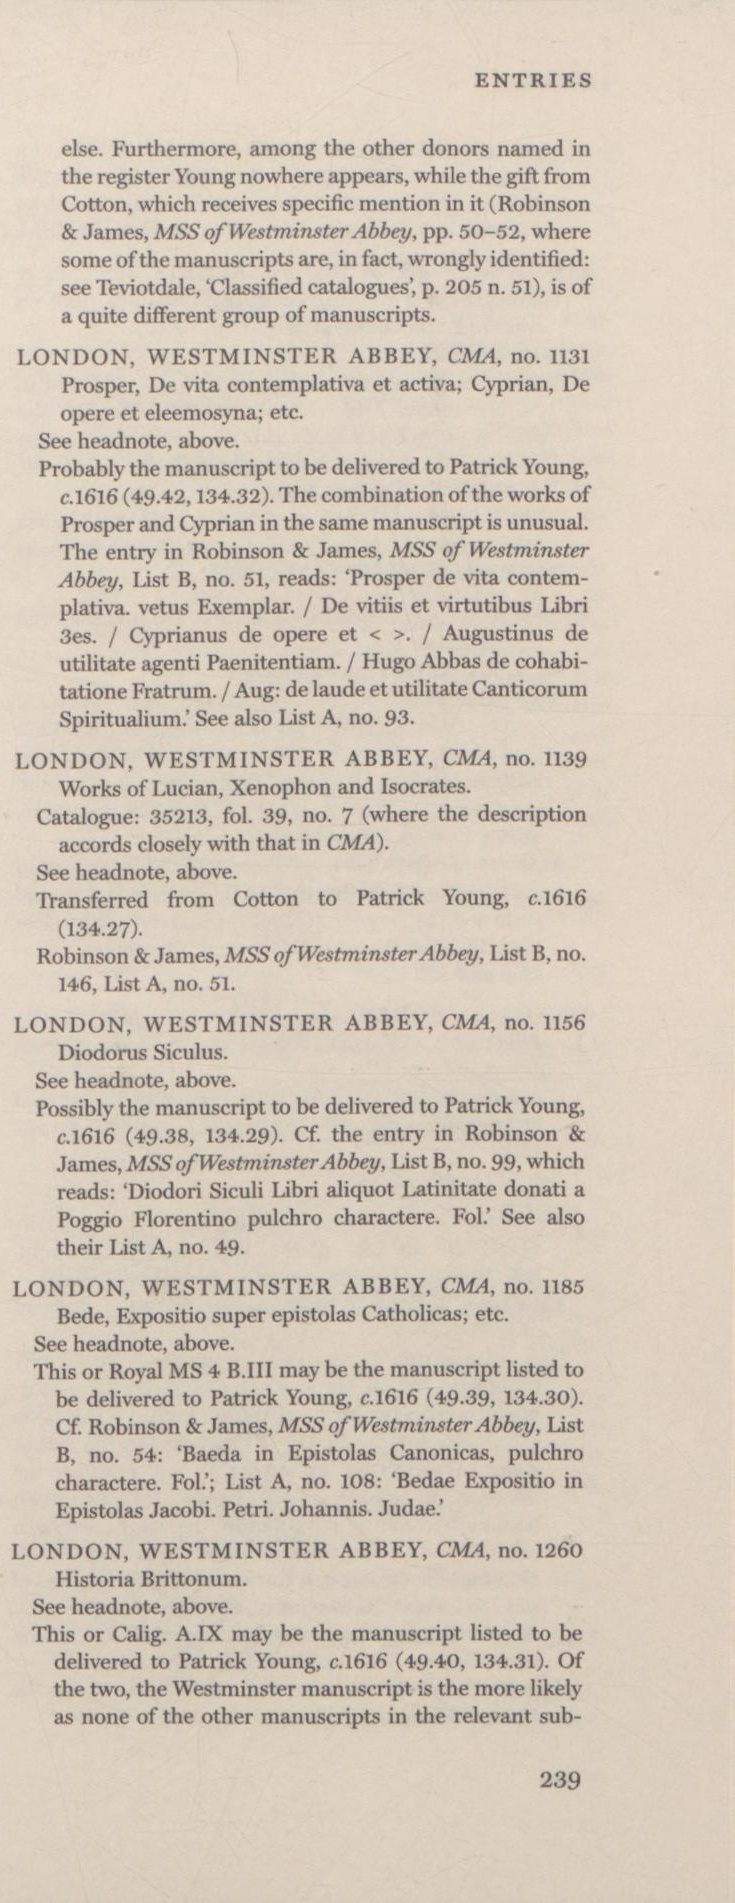 ENTRIES
else. Furthermore, among the other donors named in
the register Young nowhere appears, while the gift from
Cotton, which receives specific mention in it (Robinson
& James, MSS of Westminster Abbey, pp. 50–52, where
some of the manuscripts are, in fact, wrongly identified:
see Teviotdale, ‘Classified catalogues’, p. 205 n. 51), is of
a quite different group of manuscripts.
LONDON, WESTMINSTER ABBEY, CMA, no. 1131
Prosper, De vita contemplativa et activa; Cyprian, De
opere et eleemosyna; etc.
See headnote, above.
Probably the manuscript to be delivered to Patrick Young,
c.1616 (49.42, 134.32). The combination of the works of
Prosper and Cyprian in the same manuscript is unusual.
The entry in Robinson & James, MSS of Westminster
Abbey, List B, no. 51, reads: ‘Prosper de vita contem-
plativa. vetus Exemplar. / De vitiis et virtutibus Libri
3es. / Cyprianus de opere et < >. / Augustinus de
utilitate agenti Paenitentiam. / Hugo Abbas de cohabi-
tatione Fratrum. / Aug: de laude et utilitate Canticorum
Spiritualium.’ See also List A, no. 93.
LONDON, WESTMINSTER ABBEY, CMA, no. 1139
Works of Lucian, Xenophon and Isocrates.
Catalogue: 35213, fol. 39, no. 7 (where the description
accords closely with that in CMA).
See headnote, above.
Transferred from Cotton to Patrick Young, c.1616
(134.27).
Robinson & James, MSS of Westminster Abbey, List B, no.
146, List A, no. 51.
LONDON, WESTMINSTER ABBEY, CMA, no. 1156
Diodorus Siculus.
See headnote, above.
Possibly the manuscript to be delivered to Patrick Young,
c.1616 (49.38, 134.29). Cf. the entry in Robinson &
James, MSS of Westminster Abbey, List B, no. 99, which
reads: ‘Diodori Siculi Libri aliquot Latinitate donati a
Poggio Florentino pulchro charactere. Fol.’ See also
their List A, no. 49.
LONDON, WESTMINSTER ABBEY, CMA, no. 1185
Bede, Expositio super epistolas Catholicas; etc.
See headnote, above.
This or Royal MS 4 B.III may be the manuscript listed to
be delivered to Patrick Young, c.1616 (49.39, 134.30).
Cf. Robinson & James, MSS of Westminster Abbey, List
B, no. 54: ‘Baeda in Epistolas Canonicas, pulchro
charactere. Fol.’; List A, no. 108: ‘Bedae Expositio in
Epistolas Jacobi. Petri. Johannis. Judae.’
LONDON, WESTMINSTER ABBEY, CMA, no. 1260
Historia Brittonum.
See headnote, above.
This or Calig. A.IX may be the manuscript listed to be
delivered to Patrick Young, c.1616 (49.40, 134.31). Of
the two, the Westminster manuscript is the more likely
as none of the other manuscripts in the relevant sub-
239